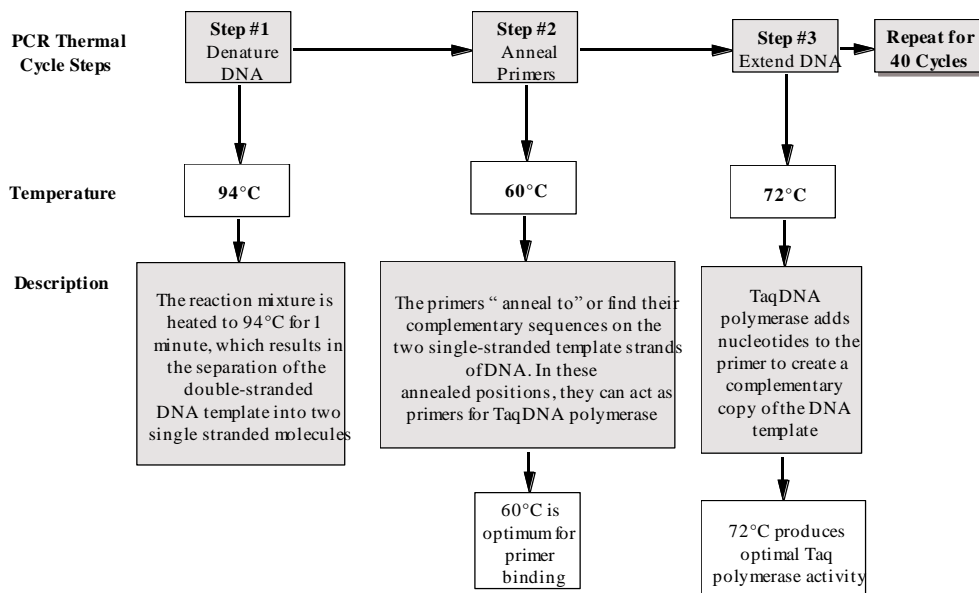 PCR Thermal
Cycle Steps
Step #1
Denature
DNA
Step #2
Anneal
Primers
Step #3
Extend DNA
Repeat for
40 Cycles
Temperature
94°C
60°C
72°C
Description
The reaction mixture is
heated to 94°C for 1
minute, which results in
the separation of the
double-stranded
DNA template into two
single stranded molecules
The primers “ anneal to” or find their
complementary sequences on the
two single-stranded template strands
of DNA. In these
annealed positions, they can act as
primers for TaqDNA polymerase
TaqDNA
polymerase adds
nucleotides to the
primer to create a
complementary
copy of the DNA
template
60°C is
optimum for
primer
binding
72°C produces
optimal Taq
polymerase activity